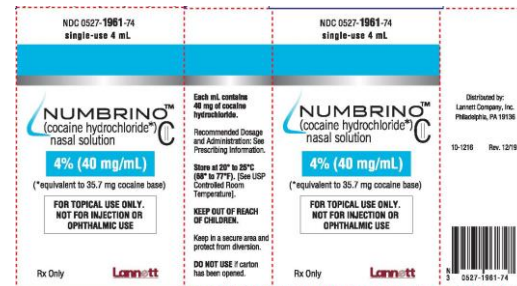 NDC 0527-1961-74
single-use 4 mL
NUMBRINO™
(cocaine hydrochloride*) CII
nasal solution
4% (40 mg/mL)
(*equivalent to 35.7 mg cocaine base)
FOR TOPICAL USE ONLY.
NOT FOR INJECTION OR
OPHTHALMIC USE
Rx Only
Lannett
Each mL contains
40 mg of cocaine
hydrochloride.
Recommended Dosage
and Administration: See
Prescribing Information.
Store at 20° to 25°C
(68° to 77°F). [See USP
Controlled Room
Temperature].
KEEP OUT OF REACH
OF CHILDREN.
Keep in a secure area and
protect from diversion.
DO NOT USE if carton
has been opened.
NDC 0527-1961-74
single-use 4 mL
NUMBRINO™
(cocaine hydrochloride*) CII
nasal solution
4% (40 mg/mL)
(*equivalent to 35.7 mg cocaine base)
FOR TOPICAL USE ONLY.
NOT FOR INJECTION OR
OPHTHALMIC USE
Rx Only
Lannett
Distributed by:
Lannett Company, Inc.
Philadelphia, PA 19136
10-1216 Rev. 12/19
N
3 0527-1961-74